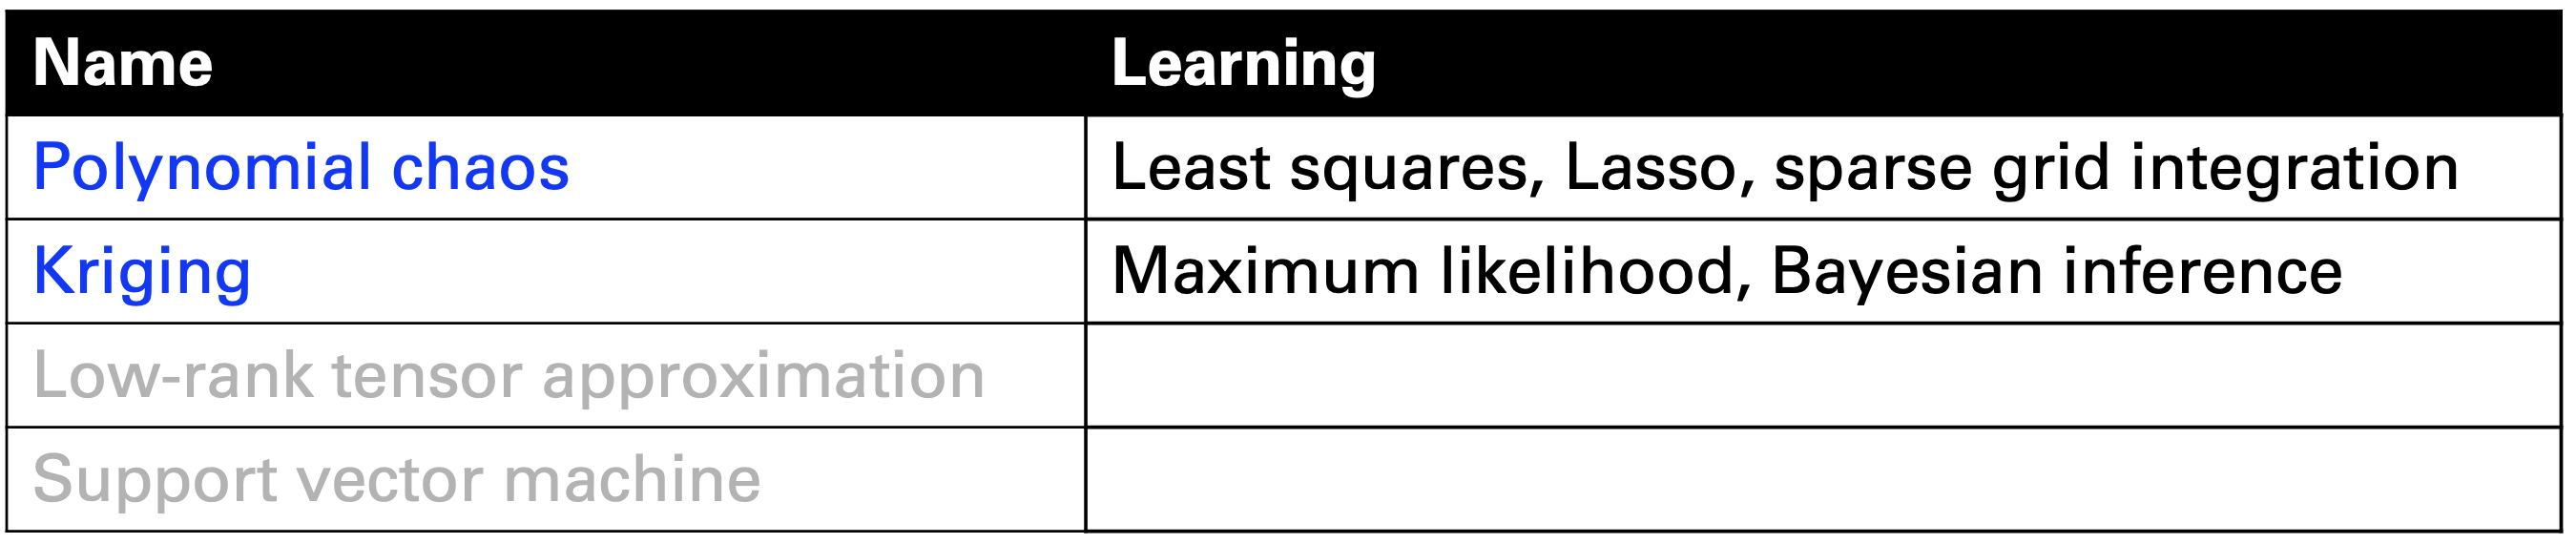 Name Learning
Polynomial chaos Least squares, Lasso, sparse grid integration
Kriging Maximum likelihood, Bayesian inference
Low-rank tensor approximation
Support vector machine